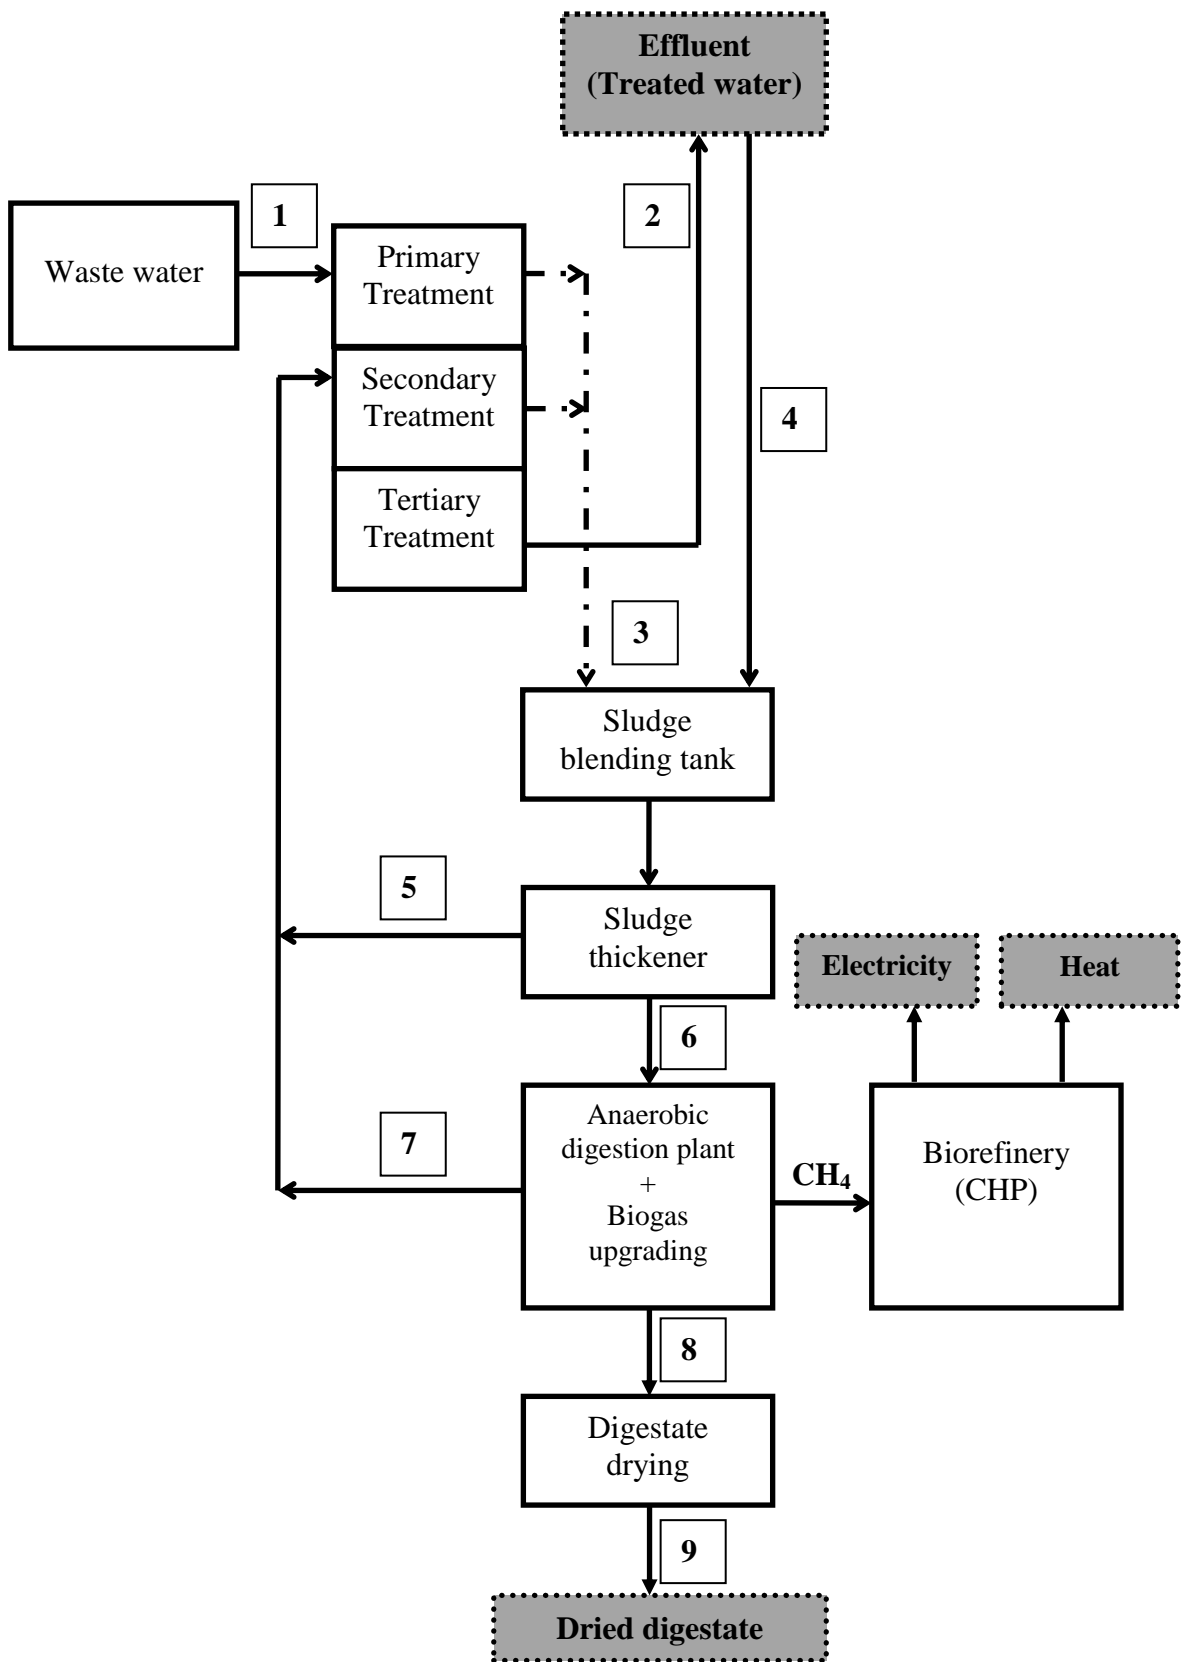 Effluent
(Treated water)
1
2
Waste water
Primary
Treatment
Secondary
Treatment
4
Tertiary
Treatment
3
Sludge
blending tank
5
Sludge
thickener
Electricity
Heat
6
7
Anaerobic
digestion plant
+
Biogas
upgrading
CH₄
Biorefinery
(CHP)
8
Digestate
drying
9
Dried digestate